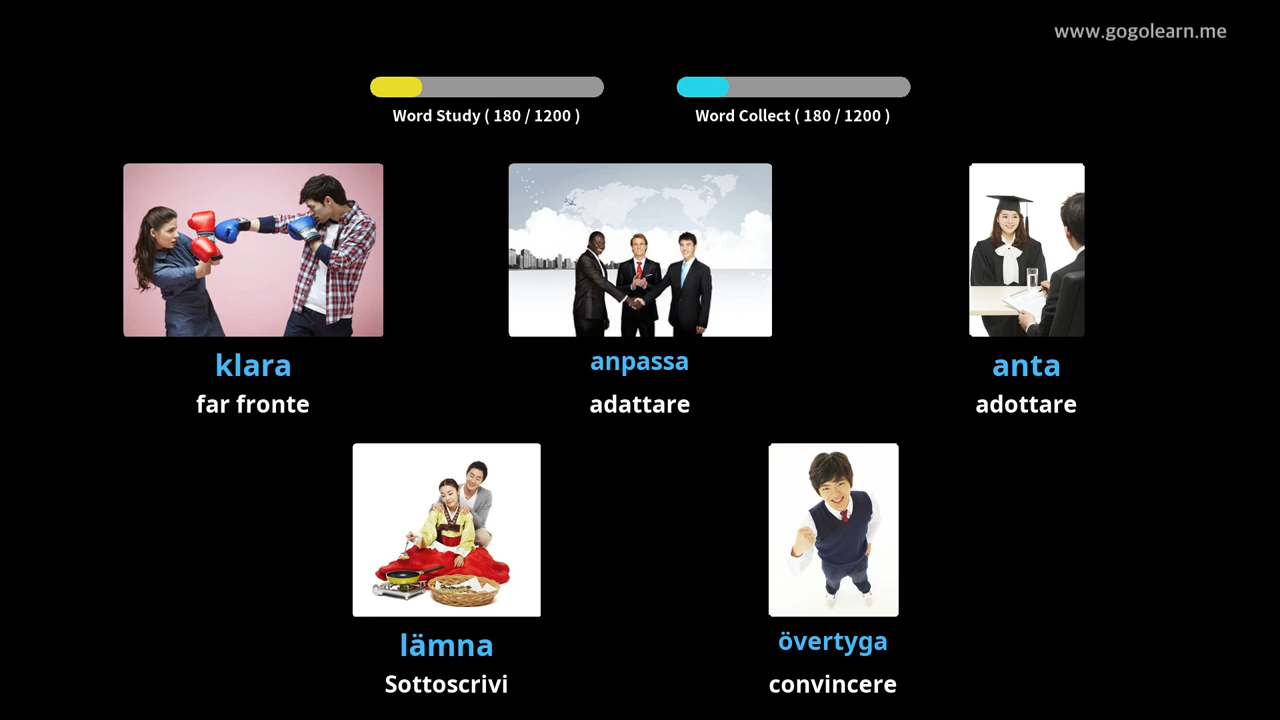 www.gogolearn.me
Word Study ( 180 / 1200 )
Word Collect ( 180 / 1200 )
klara
far fronte
anpassa
adattare
anta
adottare
lämna
Sottoscrivi
övertyga
convincere